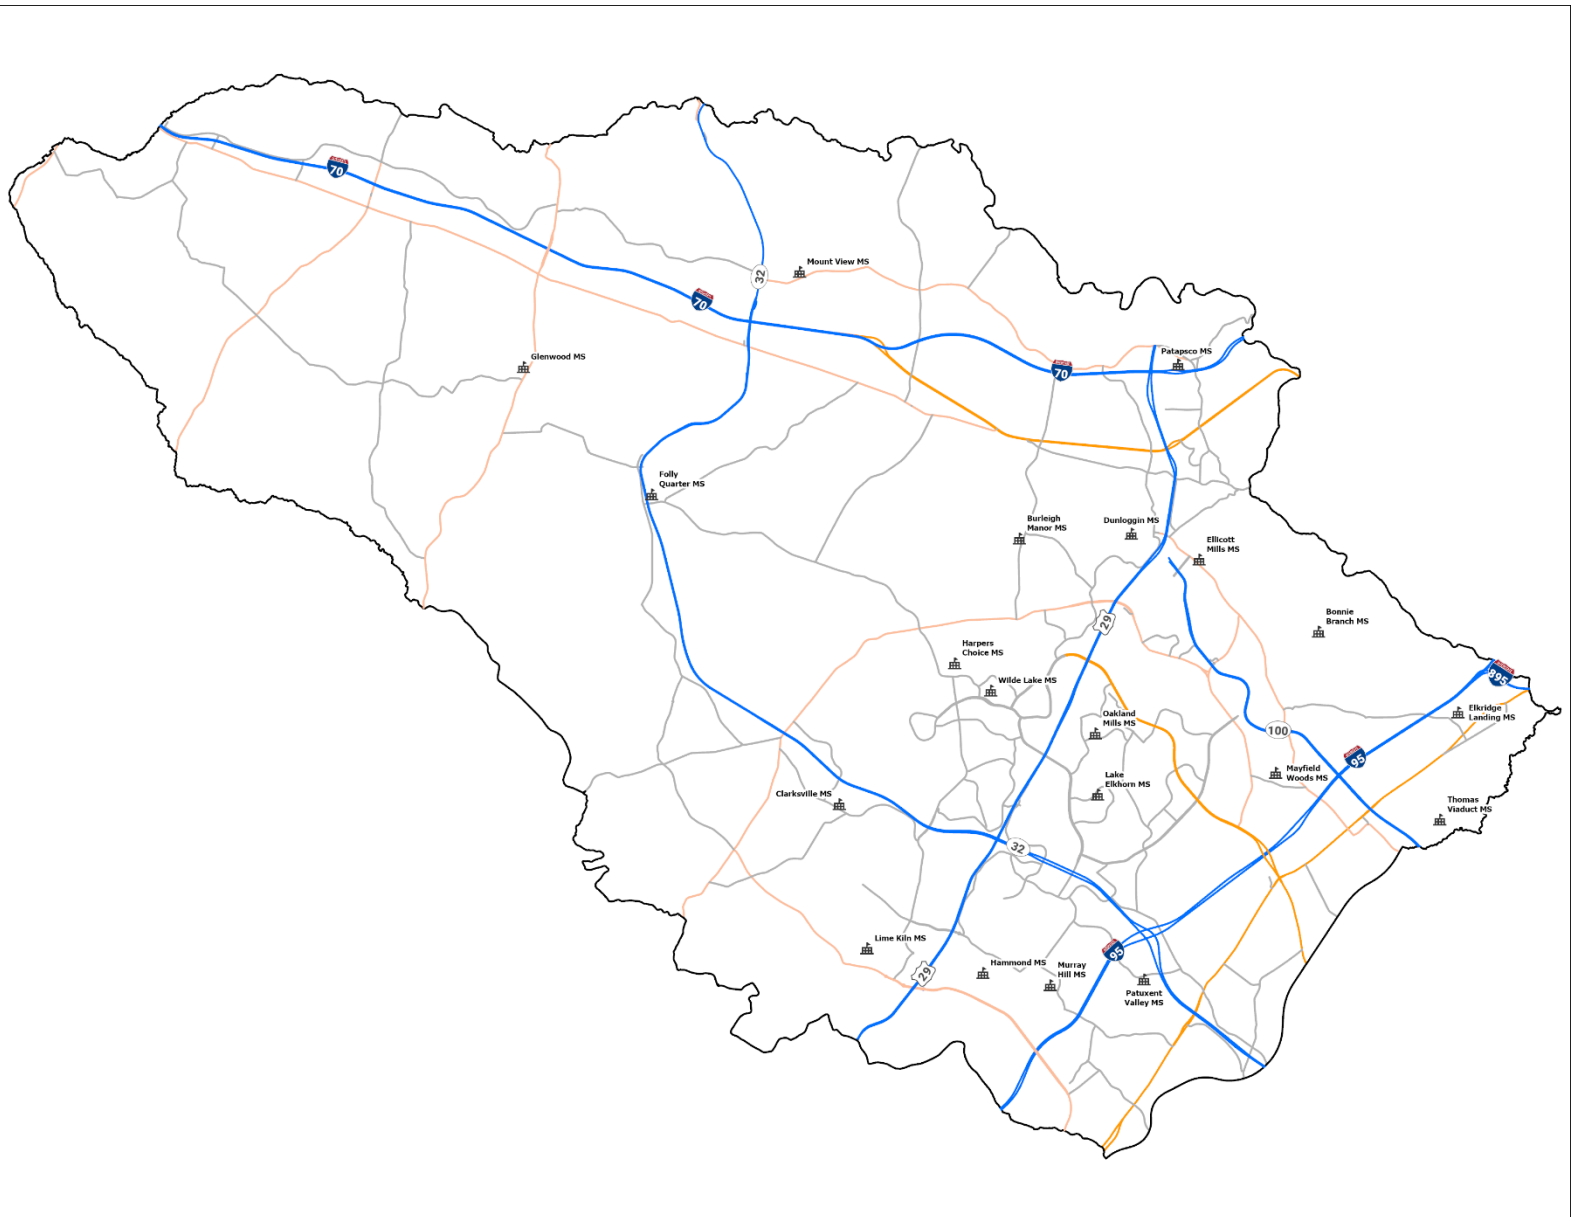 70
Mount View MS
32
70
Patapsco MS
Glenwood MS
70
Folly
Quarter MS
Burleigh
Manor MS
Dunloggin MS
Ellicott
Mills MS
Bonnie
Branch MS
29
Harpers
Choice MS
Wilde Lake MS
895
Oakland
Mills MS
Elkridge
Landing MS
100
95
Mayfield
Woods MS
Lake
Elkhorn MS
Clarksville MS
Thomas
Viaduct MS
32
Lime Kiln MS
95
Hammond MS
Murray
Hill MS
29
Patuxent
Valley MS